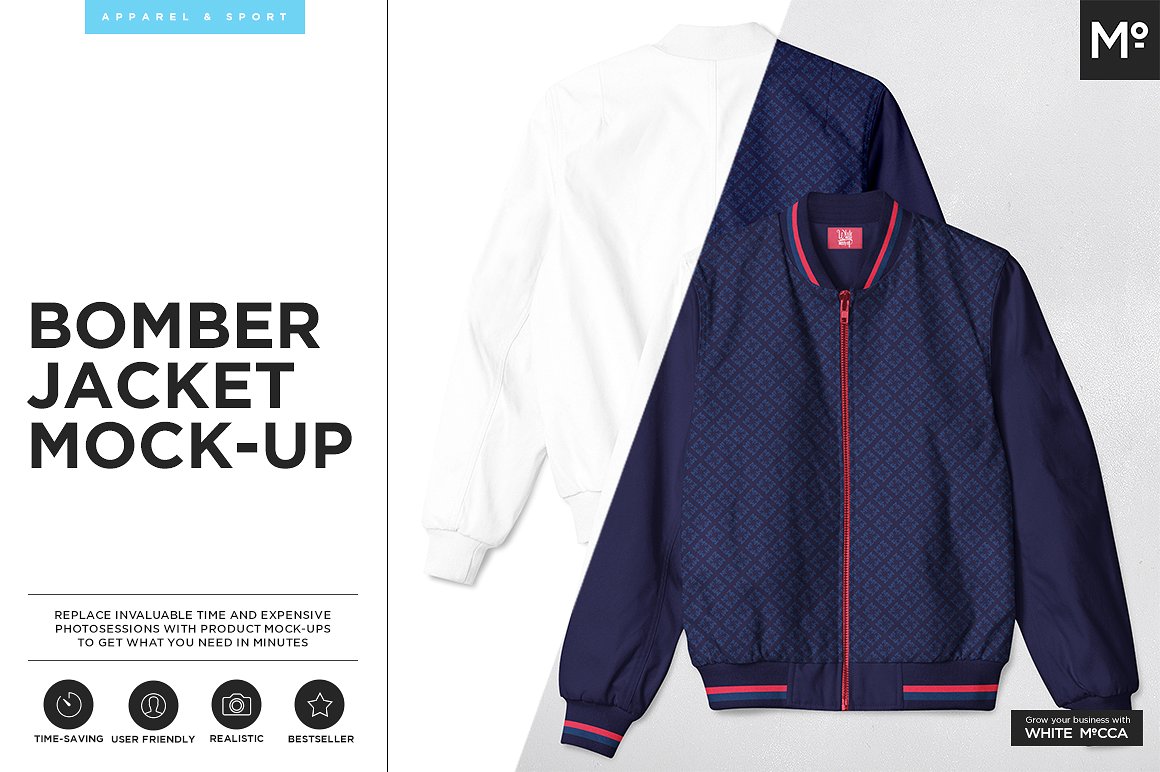 APPAREL & SPORT
Mº
BOMBER
JACKET
MOCK-UP
REPLACE INVALUABLE TIME AND EXPENSIVE
PHOTOSESSIONS WITH PRODUCT MOCK-UPS
TO GET WHAT YOU NEED IN MINUTES
TIME-SAVING
USER FRIENDLY
REALISTIC
BESTSELLER
Grow your business with
WHITE MºCCA